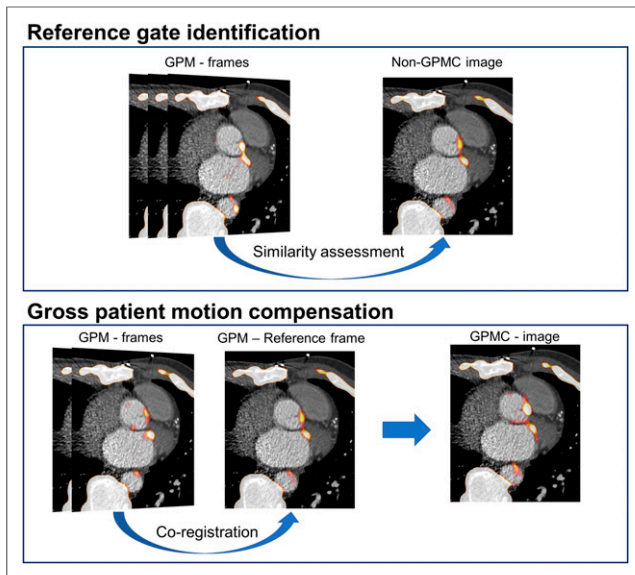 Reference gate identification
GPM - frames
Non-GPMC image
Similarity assessment
Gross patient motion compensation
GPM - frames
GPM – Reference frame
GPMC - image
Co-registration